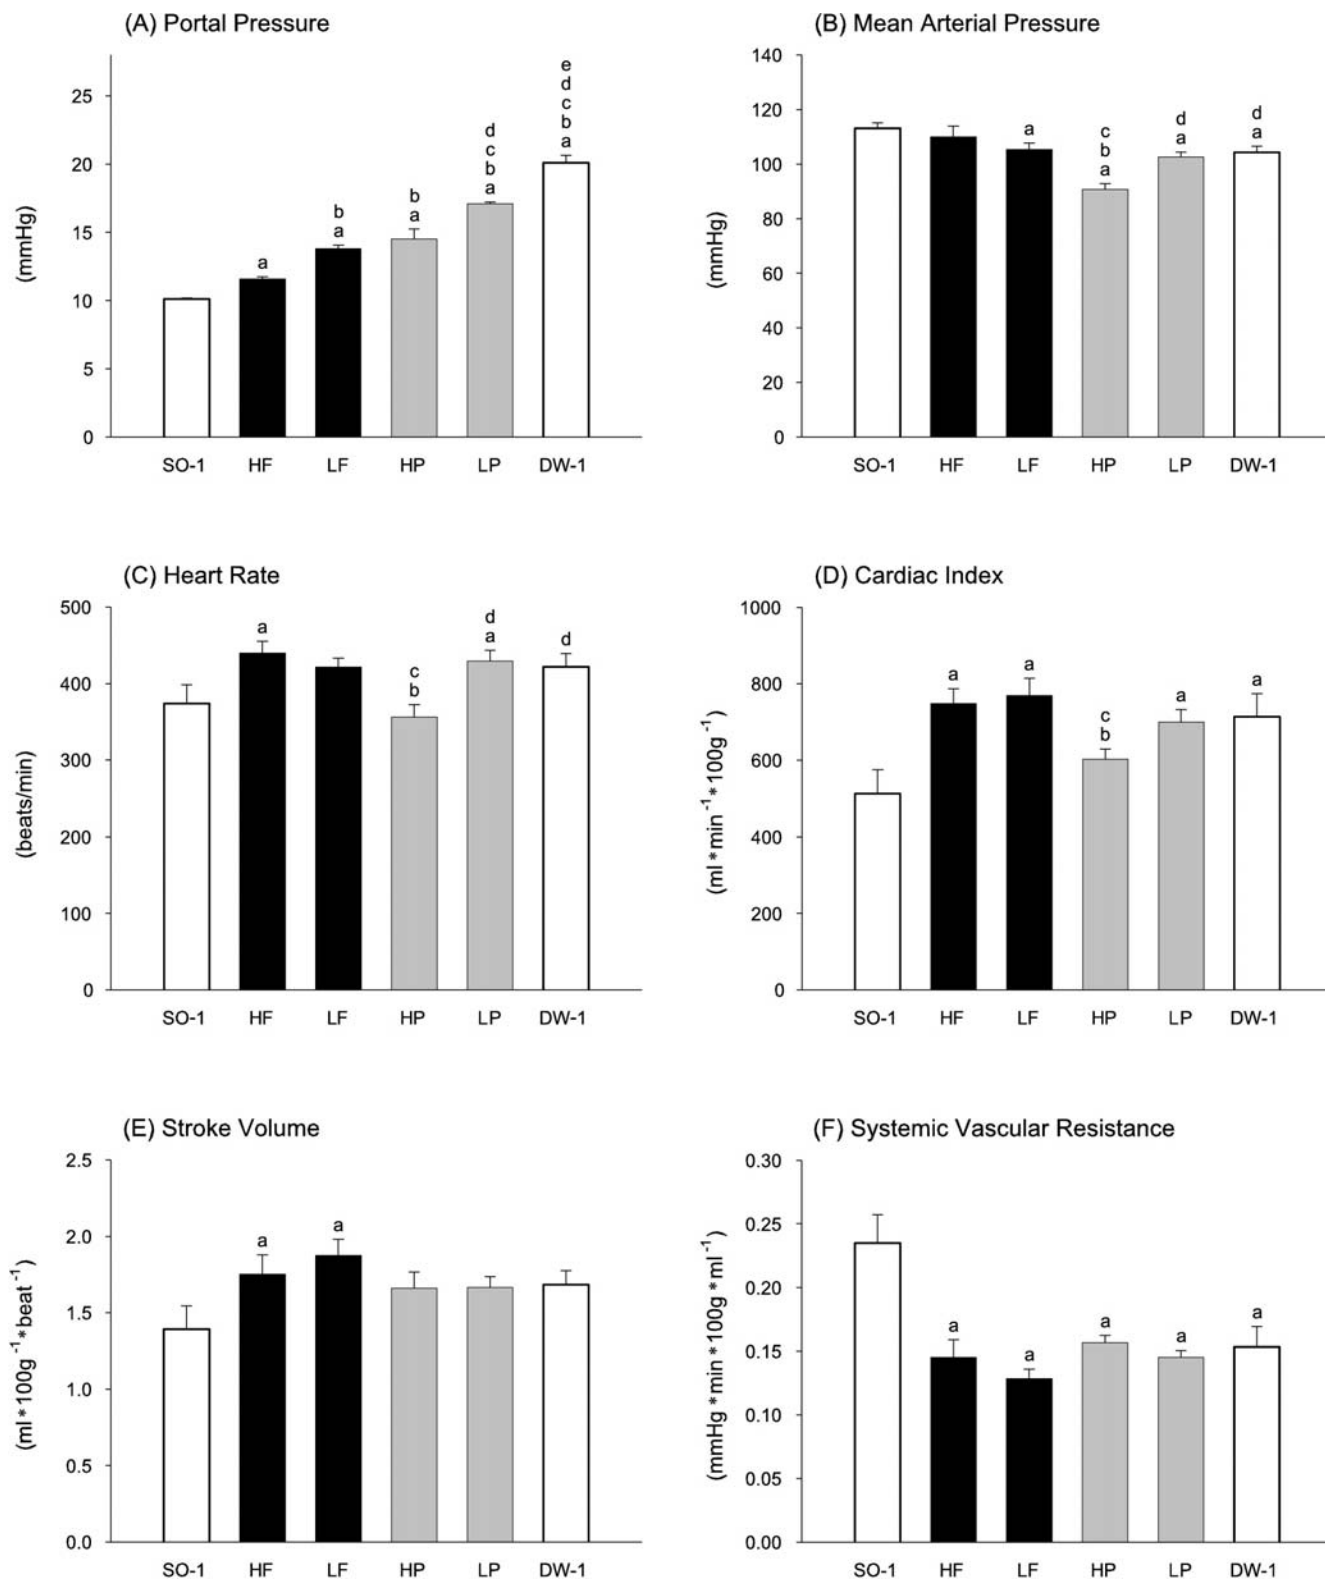 (A) Portal Pressure
(mmHg)
25
20
15
10
5
0
a
b
a
b
a
d
c
b
a
e
d
c
b
a
SO-1 HF LF HP LP DW-1
(B) Mean Arterial Pressure
(mmHg)
140
120
100
80
60
40
20
0
a
c
b
a
d
a
d
a
SO-1 HF LF HP LP DW-1
(C) Heart Rate
(beats/min)
500
400
300
200
100
0
a
c
b
d
a
d
SO-1 HF LF HP LP DW-1
(D) Cardiac Index
(ml*min⁻¹*100g⁻¹)
1000
800
600
400
200
0
a
a
c
b
a
a
SO-1 HF LF HP LP DW-1
(E) Stroke Volume
(ml*100g⁻¹*beat⁻¹)
2.5
2.0
1.5
1.0
0.5
0.0
a
a
SO-1 HF LF HP LP DW-1
(F) Systemic Vascular Resistance
(mmHg*min*100g*ml⁻¹)
0.30
0.25
0.20
0.15
0.10
0.05
0.00
a
a
a
a
a
SO-1 HF LF HP LP DW-1